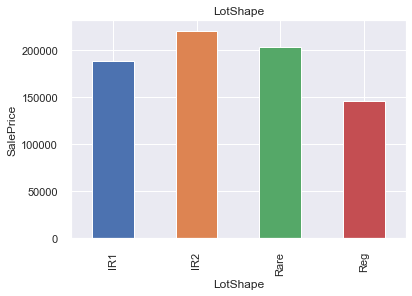 LotShape
200000
150000
100000
50000
0
SalePrice
IR1
IR2
Rare
Reg
LotShape